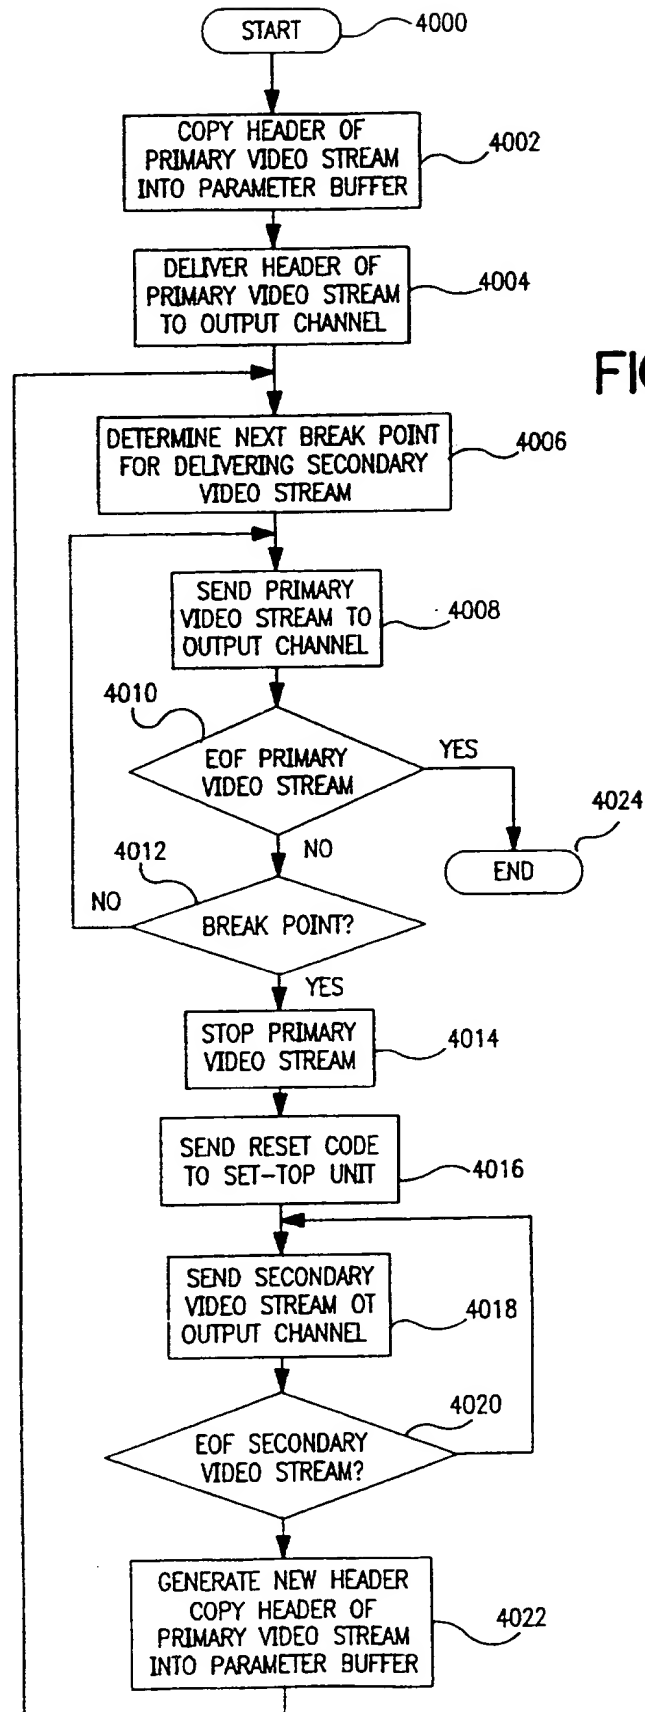 START
4000
COPY HEADER OF
PRIMARY VIDEO STREAM
INTO PARAMETER BUFFER
4002
DELIVER HEADER OF
PRIMARY VIDEO STREAM
TO OUTPUT CHANNEL
4004
DETERMINE NEXT BREAK POINT
FOR DELIVERING SECONDARY
VIDEO STREAM
4006
SEND PRIMARY
VIDEO STREAM TO
OUTPUT CHANNEL
4008
4010
EOF PRIMARY
VIDEO STREAM
YES
4024
END
NO
4012
NO
BREAK POINT?
YES
STOP PRIMARY
VIDEO STREAM
4014
SEND RESET CODE
TO SET-TOP UNIT
4016
SEND SECONDARY
VIDEO STREAM OT
OUTPUT CHANNEL
4018
4020
EOF SECONDARY
VIDEO STREAM?
GENERATE NEW HEADER
COPY HEADER OF
PRIMARY VIDEO STREAM
INTO PARAMETER BUFFER
4022